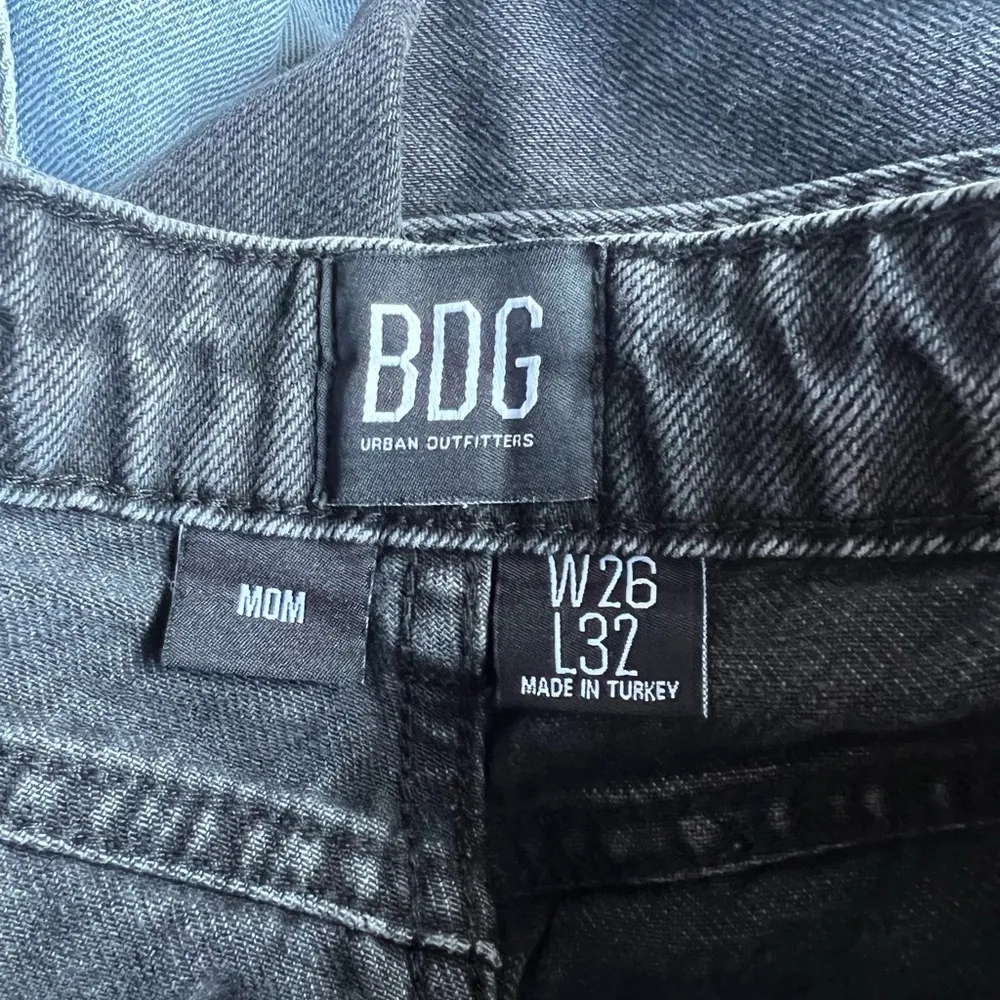 BDG
URBAN OUTFITTERS
MOM
W26
L32
MADE IN TURKEY